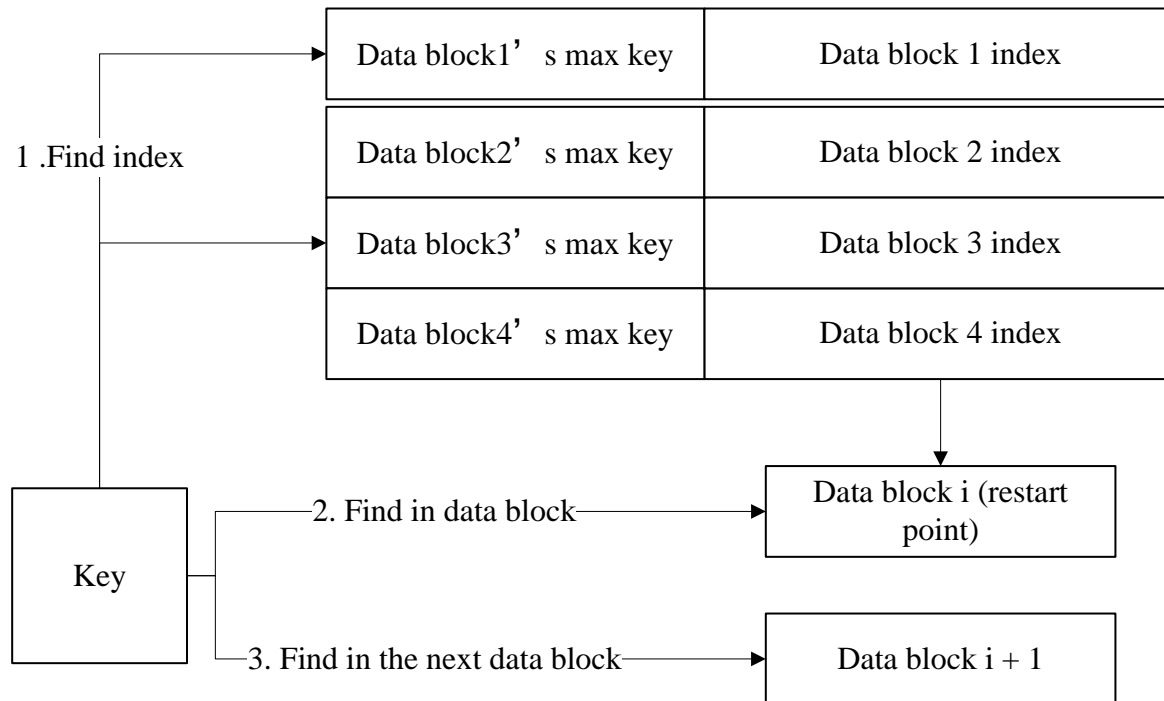 Data block1’ s max key
Data block 1 index
1 .Find index
Data block2’ s max key
Data block 2 index
Data block3’ s max key
Data block 3 index
Data block4’ s max key
Data block 4 index
Key
2. Find in data block
Data block i (restart
point)
3. Find in the next data block
Data block i + 1